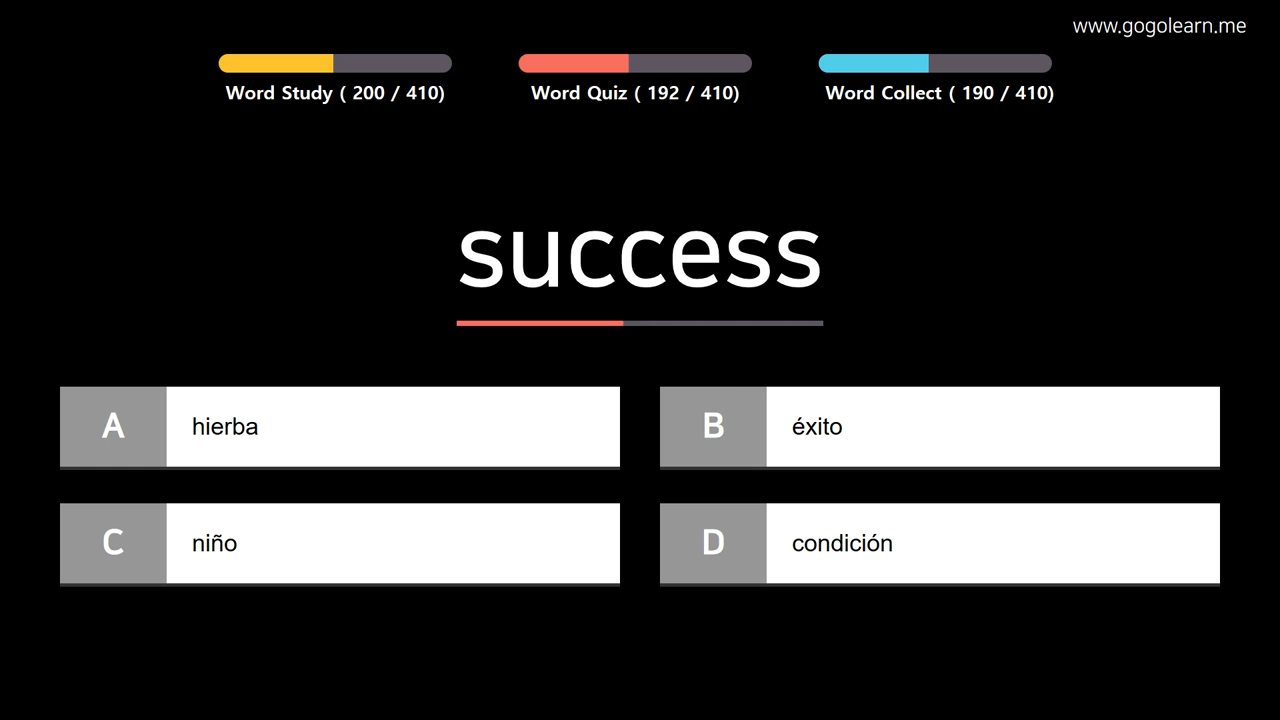 www.gogolearn.me
Word Study ( 200 / 410)
Word Quiz ( 192 / 410)
Word Collect ( 190 / 410)
success
A hierba
B éxito
C niño
D condición